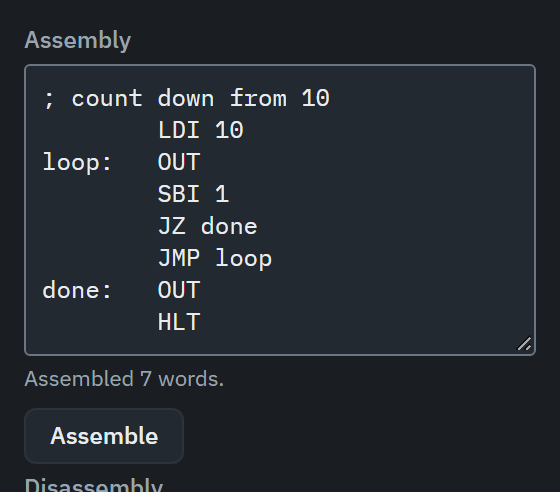 Assembly
; count down from 10
LDI 10
loop: OUT
SBI 1
JZ done
JMP loop
done: OUT
HLT
Assembled 7 words.
Assemble
Disassembly